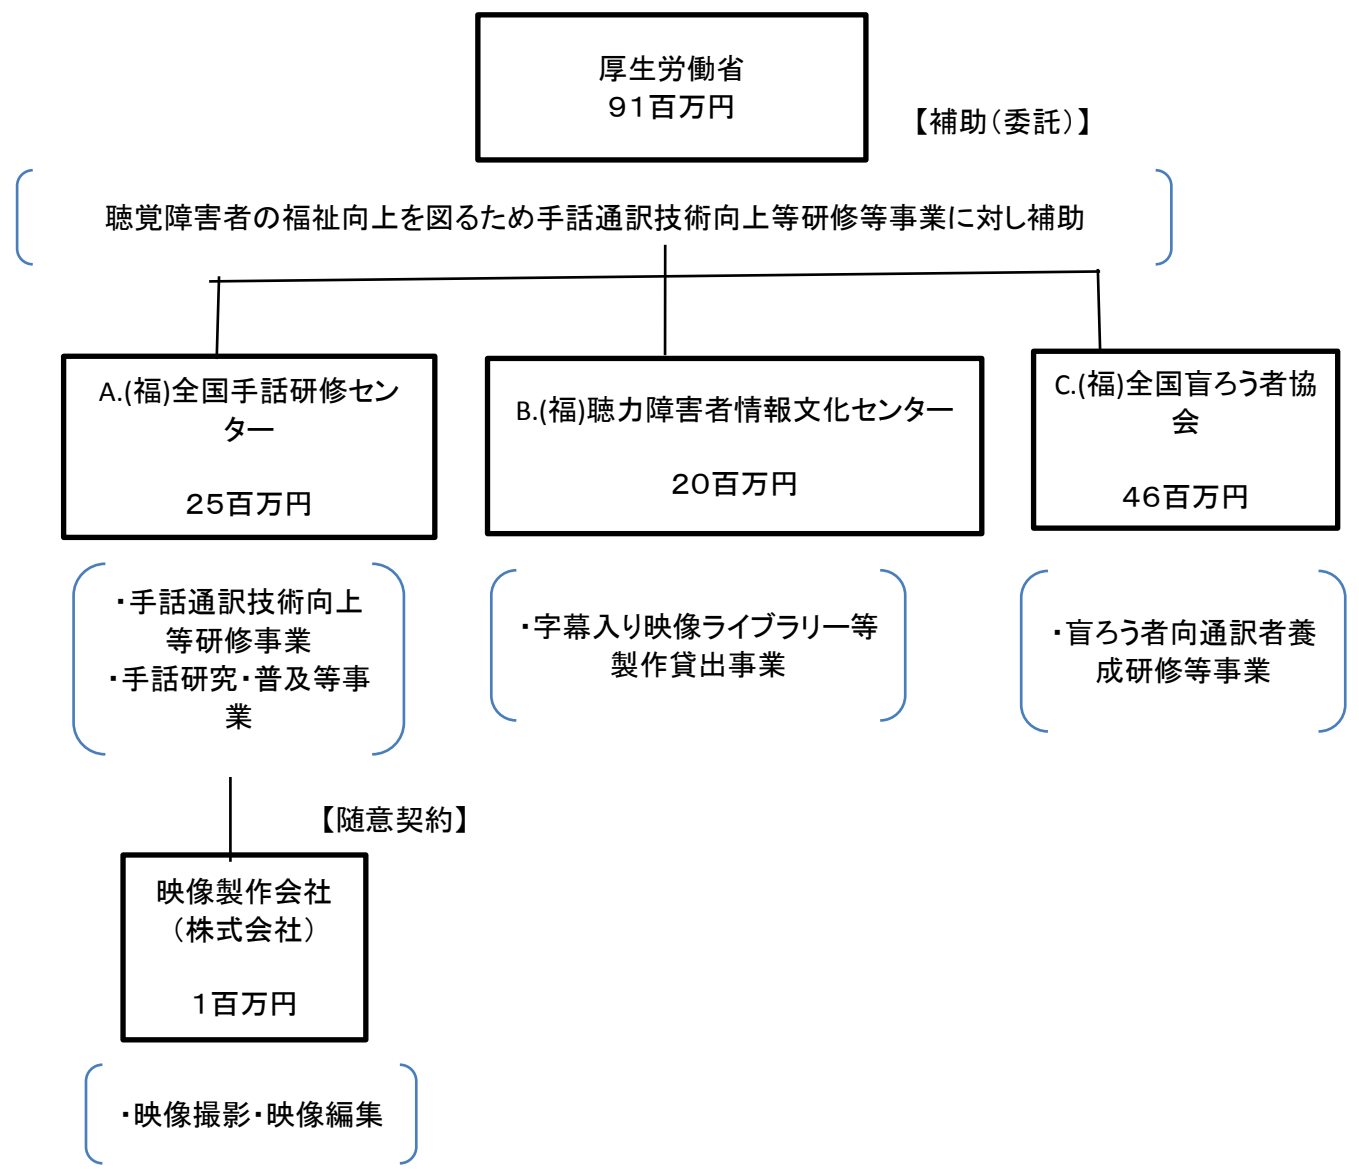 厚生労働省
91百万円
【補助（委託）】
聴覚障害者の福祉向上を図るため手話通訳技術向上等研修等事業に対し補助
A.(福)全国手話研修セン
ター
25百万円
B.(福)聴力障害者情報文化センター
20百万円
C.(福)全国盲ろう者協
会
46百万円
・手話通訳技術向上
等研修事業
・手話研究・普及等事
業
・字幕入り映像ライブラリー等
製作貸出事業
・盲ろう者向通訳者養
成研修等事業
【随意契約】
映像製作会社
（株式会社）
1百万円
・映像撮影・映像編集